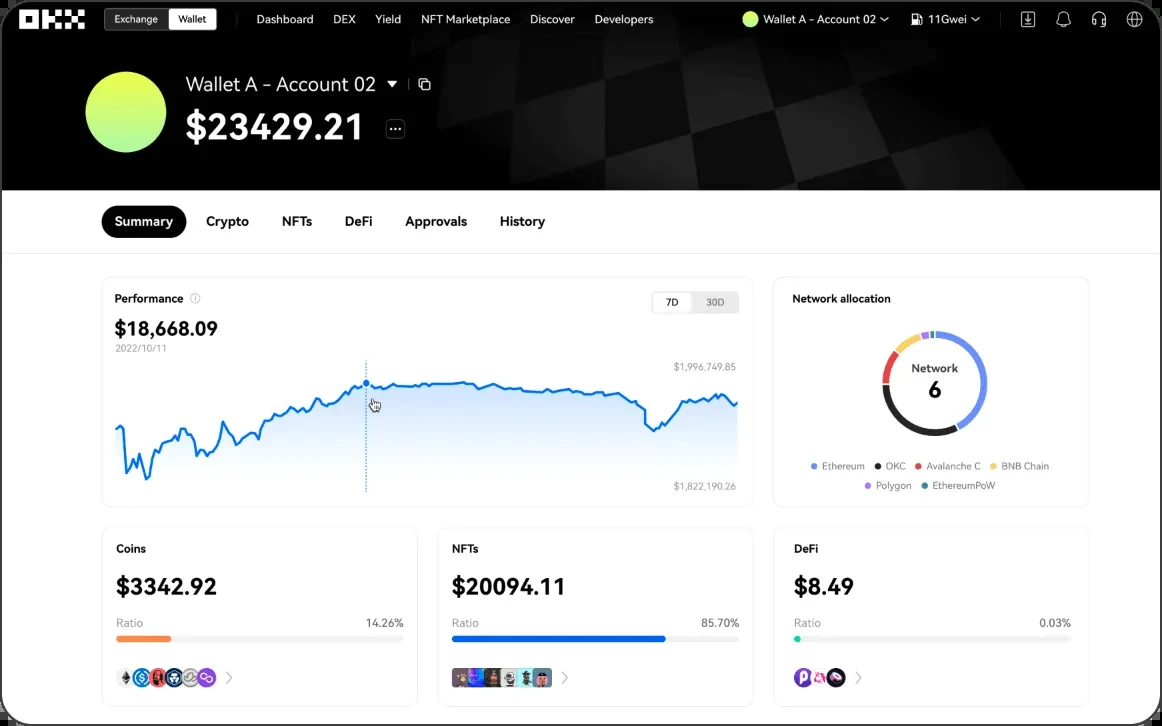 OKX Exchange Wallet Dashboard DEX Yield NFT Marketplace Discover Developers Wallet A - Account 02 11Gwei
Wallet A - Account 02
$23429.21
Summary Crypto NFTs DeFi Approvals History
Performance 7D 30D
$18,668.09
2022/10/11
$1,996,749.85
$1,822,190.26
Network allocation
Network
6
Ethereum OKC Avalanche C BNB Chain
Polygon EthereumPoW
Coins
$3342.92
Ratio 14.26%
NFTs
$20094.11
Ratio 85.70%
DeFi
$8.49
Ratio 0.03%